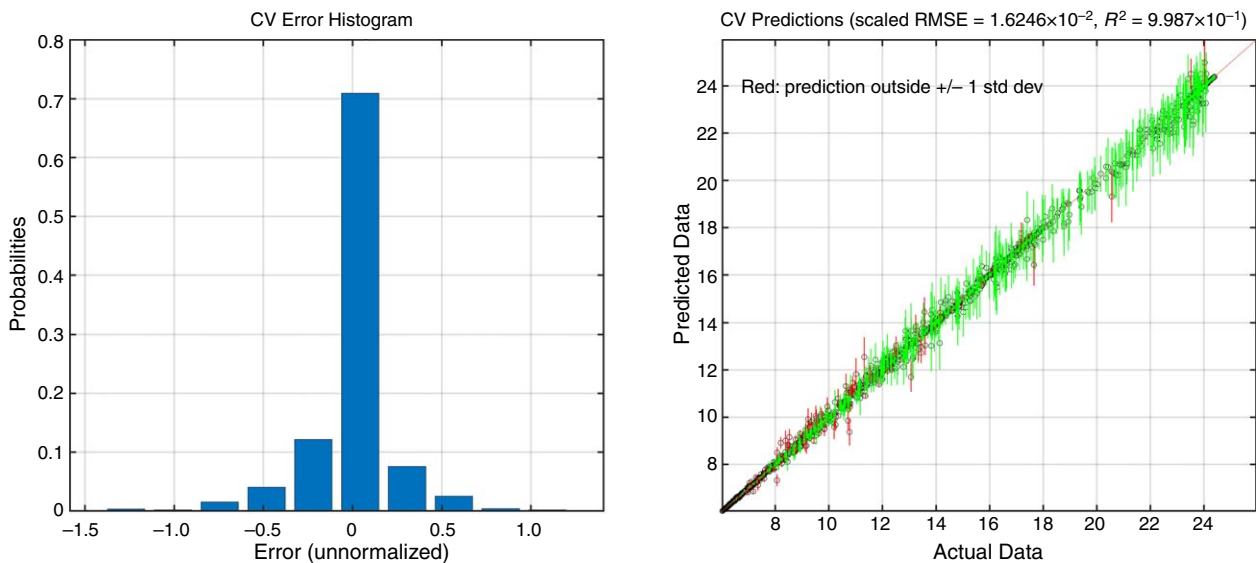 CV Error Histogram
0.8
0.7
0.6
0.5
0.4
0.3
0.2
0.1
0
Probabilities
–1.5 –1.0 –0.5 0 0.5 1.0
Error (unnormalized)
CV Predictions (scaled RMSE = 1.6246×10⁻², R² = 9.987×10⁻¹)
Red: prediction outside +/– 1 std dev
24
22
20
18
16
14
12
10
8
Predicted Data
8 10 12 14 16 18 20 22 24
Actual Data